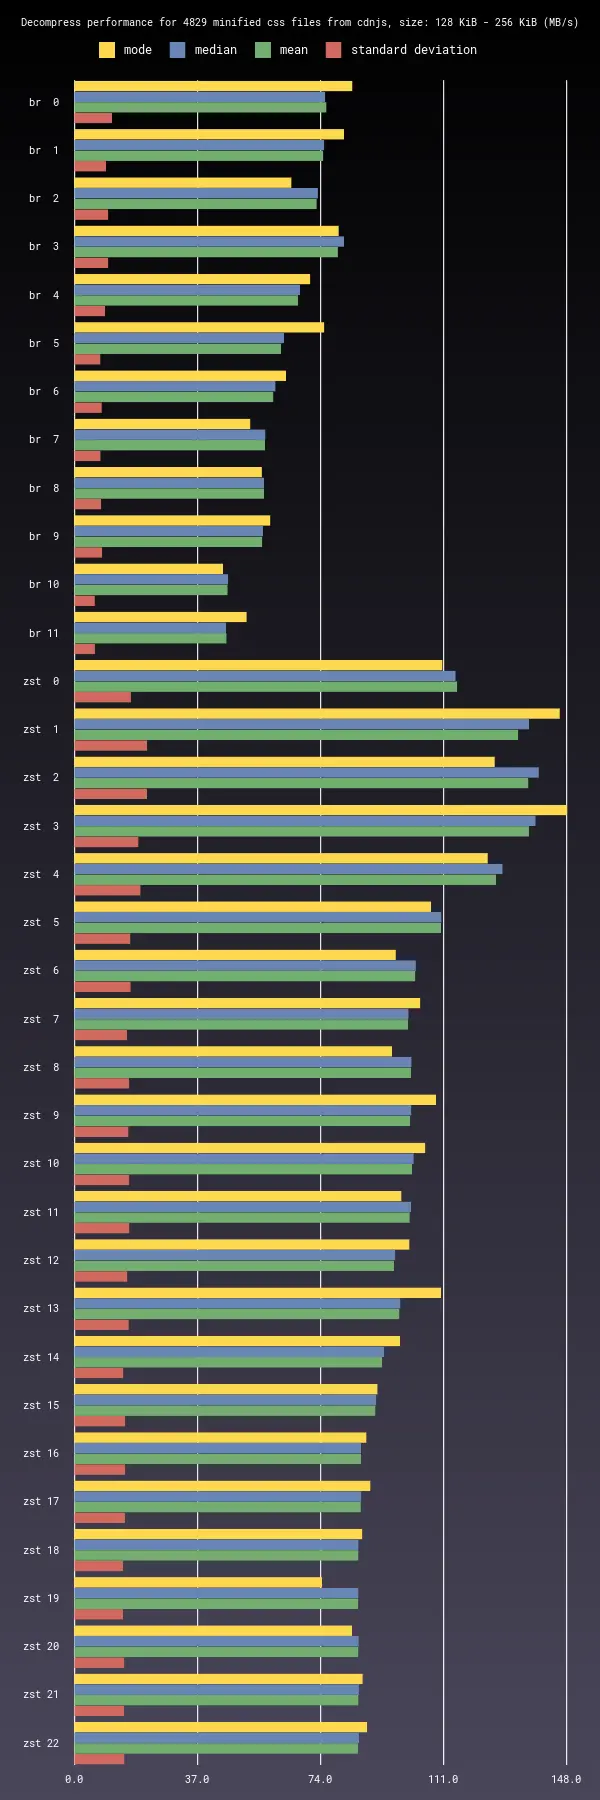 Decompress performance for 4829 minified css files from cdnjs, size: 128 KiB - 256 KiB (MB/s)
mode median mean standard deviation
br 0
br 1
br 2
br 3
br 4
br 5
br 6
br 7
br 8
br 9
br 10
br 11
zst 0
zst 1
zst 2
zst 3
zst 4
zst 5
zst 6
zst 7
zst 8
zst 9
zst 10
zst 11
zst 12
zst 13
zst 14
zst 15
zst 16
zst 17
zst 18
zst 19
zst 20
zst 21
zst 22
0.0 37.0 74.0 111.0 148.0